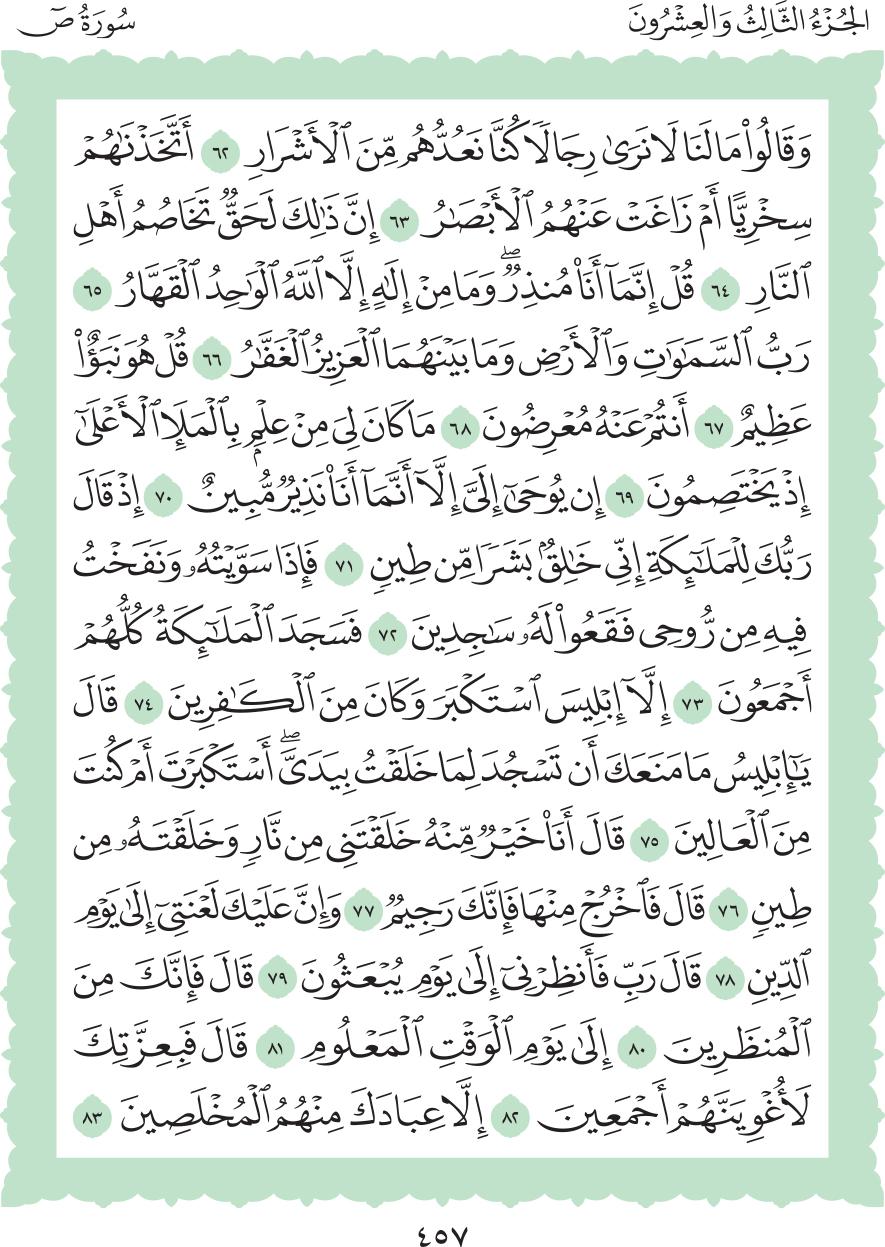 الجُزْءُ الثَّالِثُ وَالعِشْرُونَ
سُورَةُ صٓ
وَقَالُوا۟ مَا لَنَا لَا نَرَىٰ رِجَالًا كُنَّا نَعُدُّهُم مِّنَ ٱلْأَشْرَارِ ٦٢ أَتَّخَذْنَٰهُمْ
سِخْرِيًّا أَمْ زَاغَتْ عَنْهُمُ ٱلْأَبْصَٰرُ ٦٣ إِنَّ ذَٰلِكَ لَحَقٌّ تَخَاصُمُ أَهْلِ
ٱلنَّارِ ٦٤ قُلْ إِنَّمَآ أَنَا۠ مُنذِرٌ ۖ وَمَا مِنْ إِلَٰهٍ إِلَّا ٱللَّهُ ٱلْوَٰحِدُ ٱلْقَهَّارُ ٦٥
رَبُّ ٱلسَّمَٰوَٰتِ وَٱلْأَرْضِ وَمَا بَيْنَهُمَا ٱلْعَزِيزُ ٱلْغَفَّٰرُ ٦٦ قُلْ هُوَ نَبَؤٌا۟
عَظِيمٌ ٦٧ أَنتُمْ عَنْهُ مُعْرِضُونَ ٦٨ مَا كَانَ لِىَ مِنْ عِلْمٍۭ بِٱلْمَلَإِ ٱلْأَعْلَىٰٓ
إِذْ يَخْتَصِمُونَ ٦٩ إِن يُوحَىٰٓ إِلَىَّ إِلَّآ أَنَّمَآ أَنَا۠ نَذِيرٌ مُّبِينٌ ٧٠ إِذْ قَالَ
رَبُّكَ لِلْمَلَٰٓئِكَةِ إِنِّى خَٰلِقٌۢ بَشَرًا مِّن طِينٍ ٧١ فَإِذَا سَوَّيْتُهُۥ وَنَفَخْتُ
فِيهِ مِن رُّوحِى فَقَعُوا۟ لَهُۥ سَٰجِدِينَ ٧٢ فَسَجَدَ ٱلْمَلَٰٓئِكَةُ كُلُّهُمْ
أَجْمَعُونَ ٧٣ إِلَّآ إِبْلِيسَ ٱسْتَكْبَرَ وَكَانَ مِنَ ٱلْكَٰفِرِينَ ٧٤ قَالَ
يَٰٓإِبْلِيسُ مَا مَنَعَكَ أَن تَسْجُدَ لِمَا خَلَقْتُ بِيَدَىَّ ۖ أَسْتَكْبَرْتَ أَمْ كُنتَ
مِنَ ٱلْعَالِينَ ٧٥ قَالَ أَنَا۠ خَيْرٌ مِّنْهُ خَلَقْتَنِى مِن نَّارٍ وَخَلَقْتَهُۥ مِن
طِينٍ ٧٦ قَالَ فَٱخْرُجْ مِنْهَا فَإِنَّكَ رَجِيمٌ ٧٧ وَإِنَّ عَلَيْكَ لَعْنَتِىٓ إِلَىٰ يَوْمِ
ٱلدِّينِ ٧٨ قَالَ رَبِّ فَأَنظِرْنِىٓ إِلَىٰ يَوْمِ يُبْعَثُونَ ٧٩ قَالَ فَإِنَّكَ مِنَ
ٱلْمُنظَرِينَ ٨٠ إِلَىٰ يَوْمِ ٱلْوَقْتِ ٱلْمَعْلُومِ ٨١ قَالَ فَبِعِزَّتِكَ
لَأُغْوِيَنَّهُمْ أَجْمَعِينَ ٨٢ إِلَّا عِبَادَكَ مِنْهُمُ ٱلْمُخْلَصِينَ ٨٣
٤٥٧